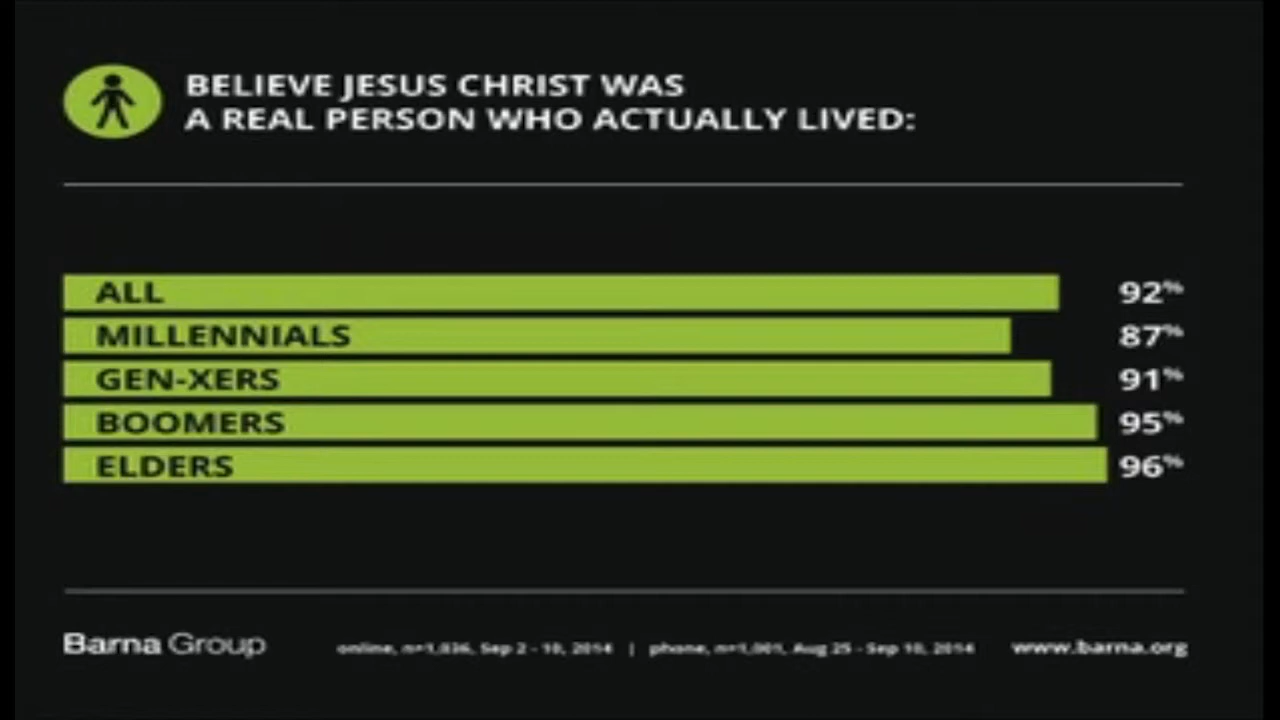 BELIEVE JESUS CHRIST WAS
A REAL PERSON WHO ACTUALLY LIVED:
ALL 92%
MILLENNIALS 87%
GEN-XERS 91%
BOOMERS 95%
ELDERS 96%
Barna Group online, Sep 2 - 10, 2014 | phone, n=1,001, Aug 25 - Sep 10, 2014 www.barna.org